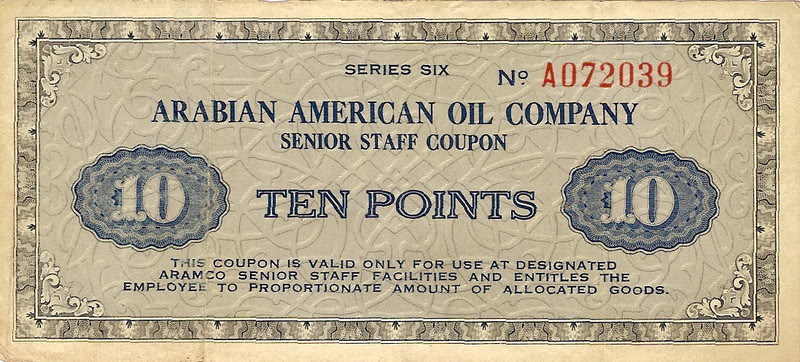 SERIES SIX Nº A072039
ARABIAN AMERICAN OIL COMPANY
SENIOR STAFF COUPON
10 TEN POINTS 10
THIS COUPON IS VALID ONLY FOR USE AT DESIGNATED
ARAMCO SENIOR STAFF FACILITIES AND ENTITLES THE
EMPLOYEE TO PROPORTIONATE AMOUNT OF ALLOCATED GOODS.